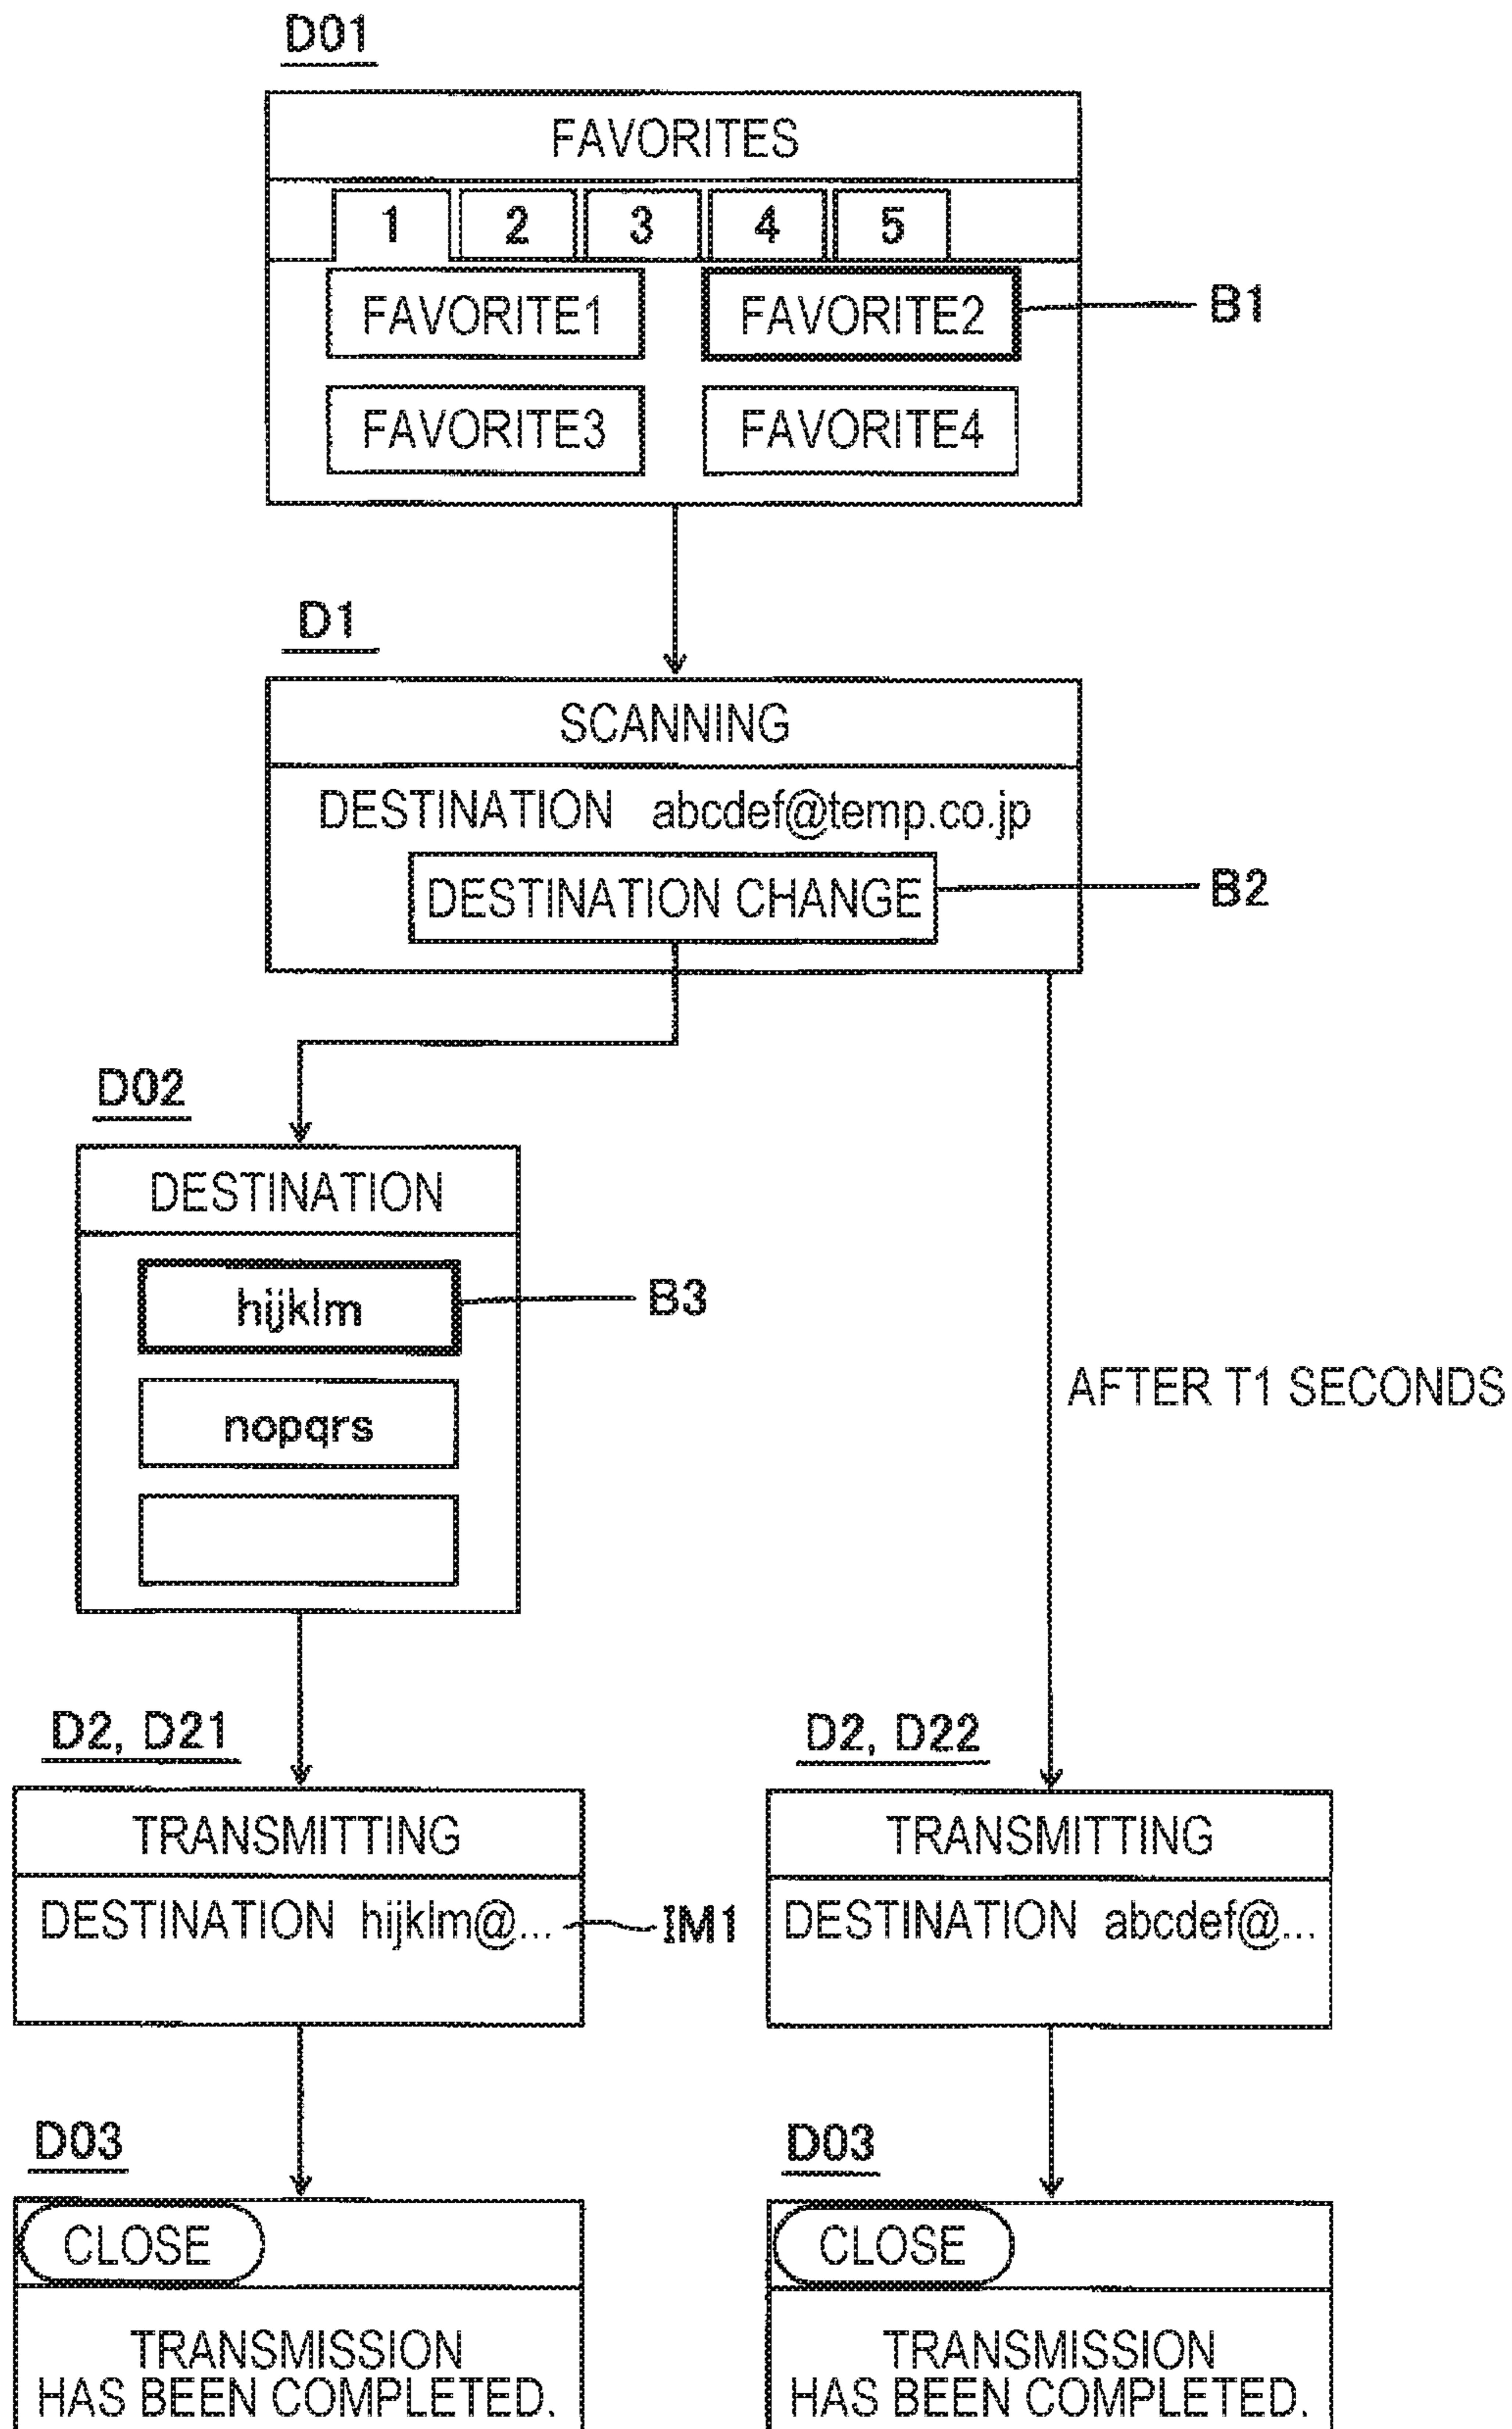 D01
FAVORITES
1 2 3 4 5
FAVORITE1 FAVORITE2 B1
FAVORITE3 FAVORITE4
D1
SCANNING
DESTINATION abcdef@temp.co.jp
DESTINATION CHANGE B2
D02
DESTINATION
hijklm B3
AFTER T1 SECONDS
nopqrs
D2, D21 D2, D22
TRANSMITTING TRANSMITTING
DESTINATION hijklm@... IM1 DESTINATION abcdef@...
D03 D03
CLOSE CLOSE
TRANSMISSION TRANSMISSION
HAS BEEN COMPLETED. HAS BEEN COMPLETED.